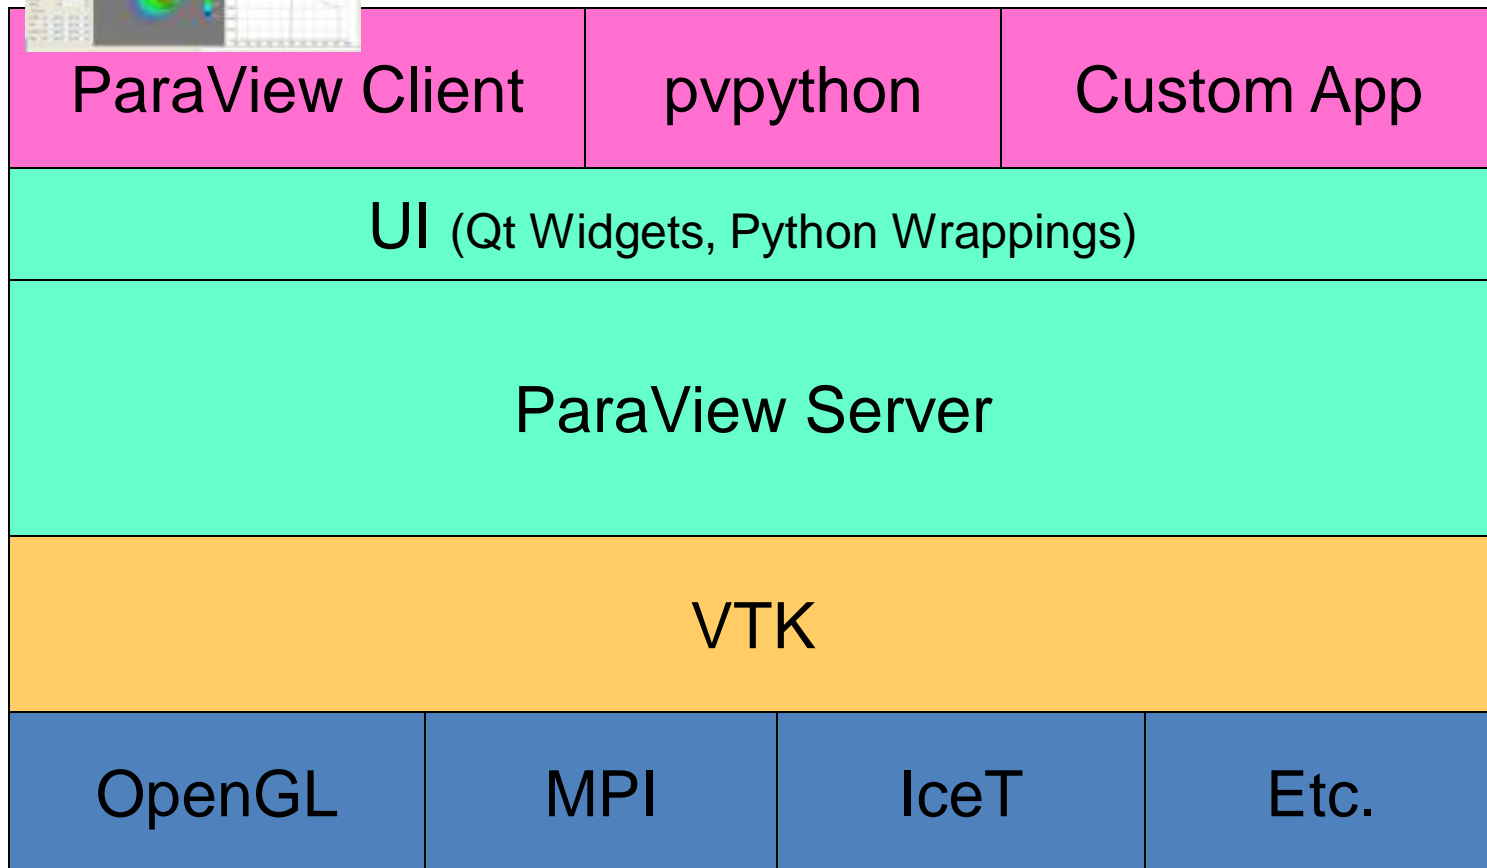 ParaView Client
pvpython
Custom App
UI (Qt Widgets, Python Wrappings)
ParaView Server
VTK
OpenGL
MPI
IceT
Etc.